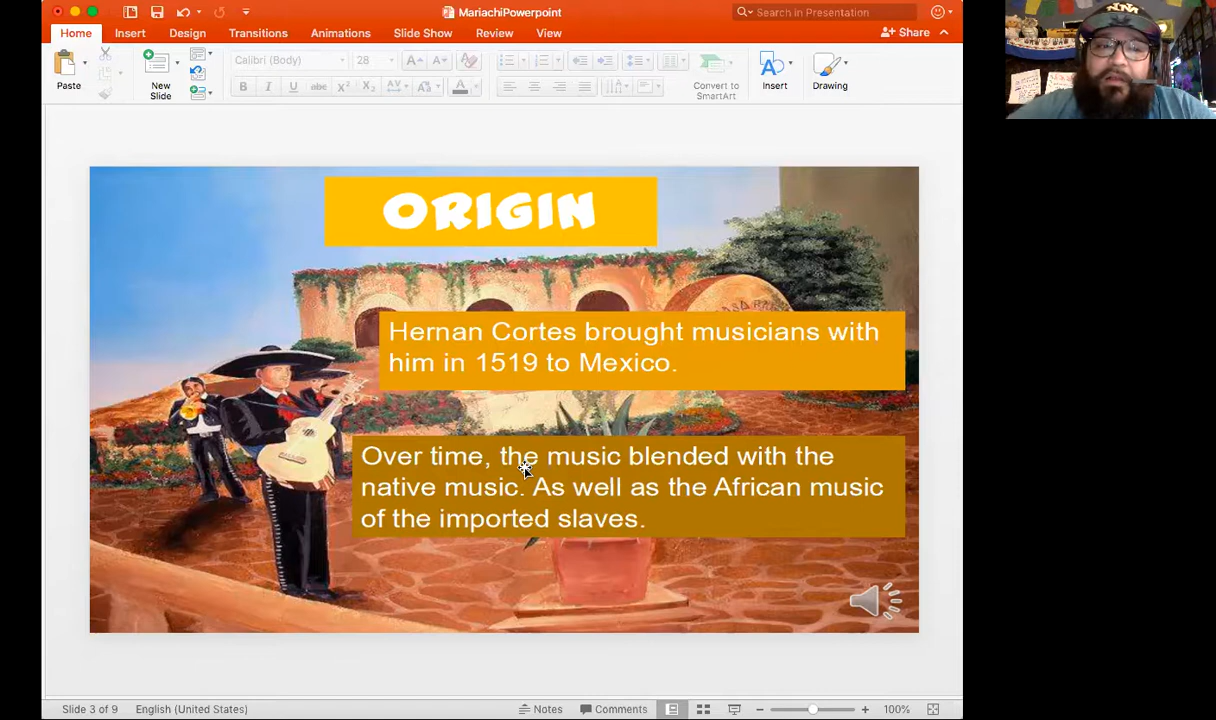 MariachiPowerpoint
Search in Presentation
Home
Insert
Design
Transitions
Animations
Slide Show
Review
View
Share
Paste
New
Slide
Calibri (Body)
28
Convert to
SmartArt
Insert
Drawing
ORIGIN
Hernan Cortes brought musicians with
him in 1519 to Mexico.
Over time, the music blended with the
native music. As well as the African music
of the imported slaves.
Slide 3 of 9
English (United States)
Notes
Comments
100%